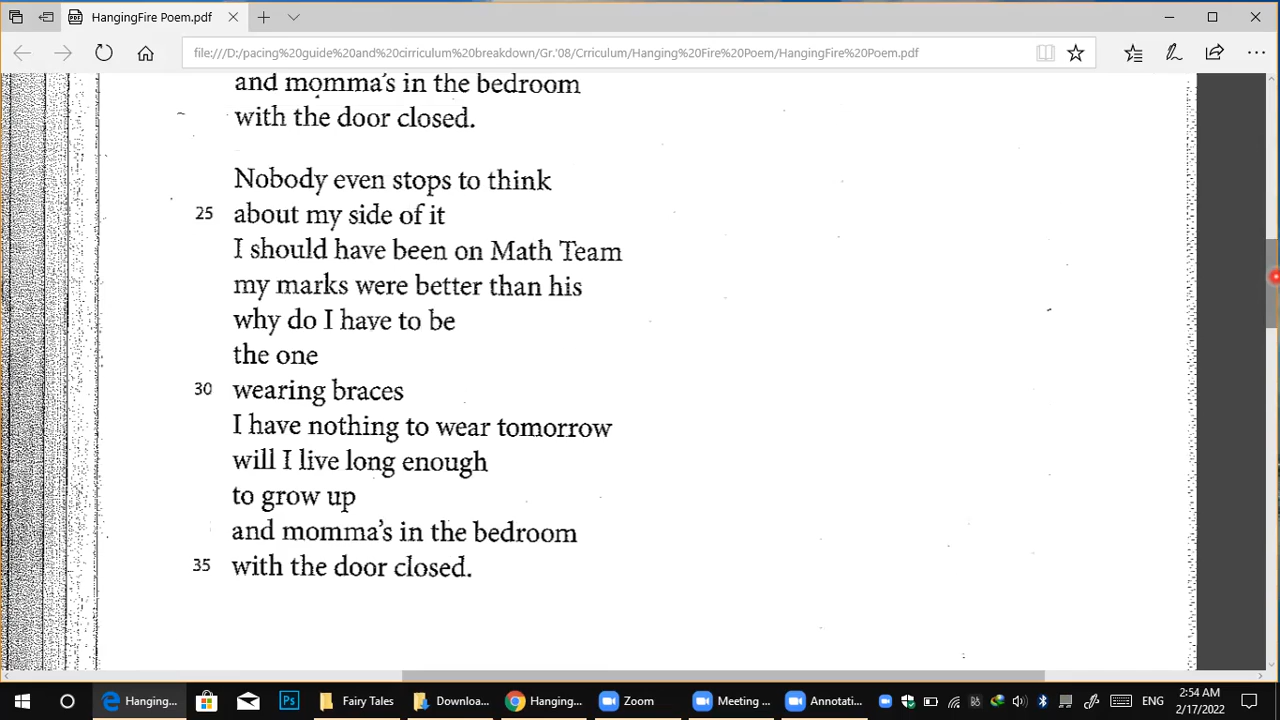 HangingFire Poem.pdf
file:///D:/pacing%20guide%20and%20cirriculum%20breakdown/Gr.'08/Crriculum/Hanging%20Fire%20Poem/HangingFire%20Poem.pdf
and momma's in the bedroom
with the door closed.
Nobody even stops to think
25 about my side of it
I should have been on Math Team
my marks were better than his
why do I have to be
the one
30 wearing braces
I have nothing to wear tomorrow
will I live long enough
to grow up
and momma's in the bedroom
35 with the door closed.
Hanging... Ps Fairy Tales Downloa... Hanging... Zoom Meeting ... Annotati... ENG 2:54 AM
2/17/2022